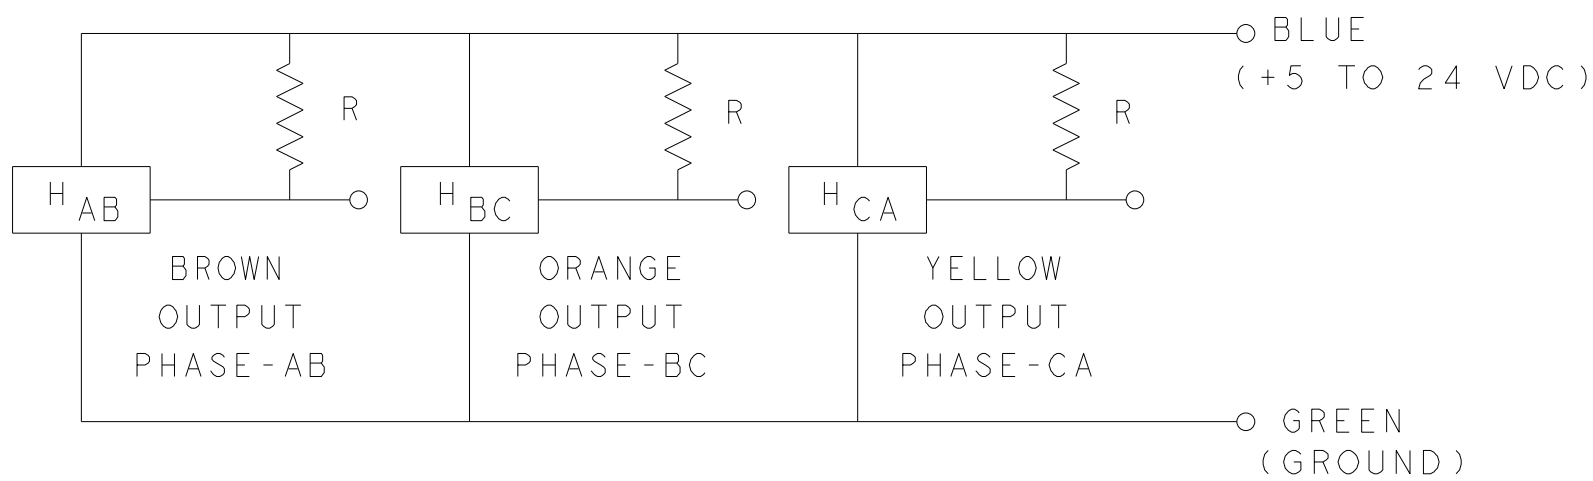 BLUE
(+5 TO 24 VDC)
R
R
R
H AB
H BC
H CA
BROWN
OUTPUT
PHASE-AB
ORANGE
OUTPUT
PHASE-BC
YELLOW
OUTPUT
PHASE-CA
GREEN
(GROUND)